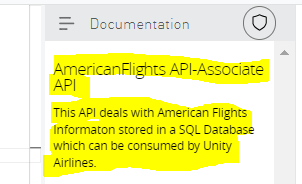 Documentation
AmericanFlights API-Associate
API
This API deals with American Flights
Informaton stored in a SQL Database
which can be consumed by Unity
Airlines.